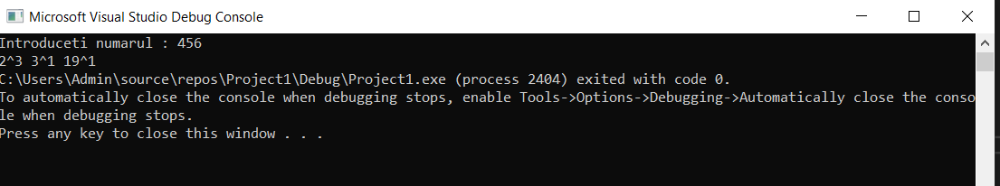 Microsoft Visual Studio Debug Console
Introduceti numarul : 456
2^3 3^1 19^1
C:\Users\Admin\source\repos\Project1\Debug\Project1.exe (process 2404) exited with code 0.
To automatically close the console when debugging stops, enable Tools->Options->Debugging->Automatically close the conso
le when debugging stops.
Press any key to close this window . . .